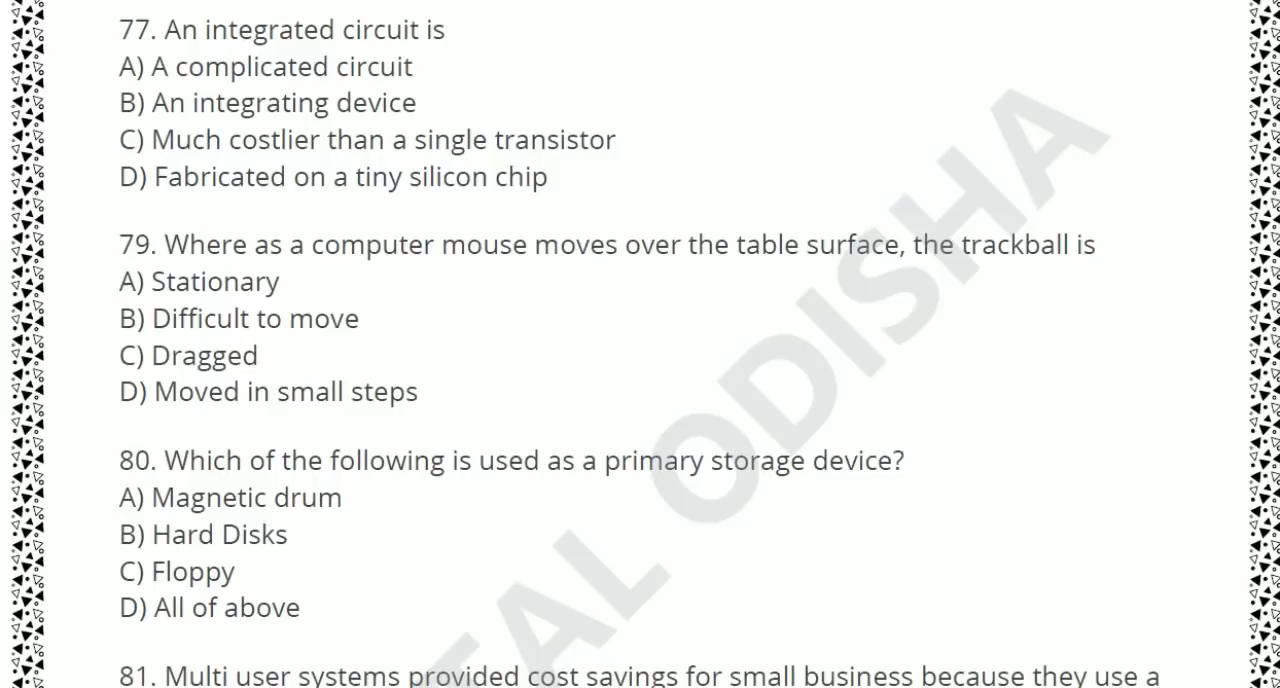 77. An integrated circuit is
A) A complicated circuit
B) An integrating device
C) Much costlier than a single transistor
D) Fabricated on a tiny silicon chip
79. Where as a computer mouse moves over the table surface, the trackball is
A) Stationary
B) Difficult to move
C) Dragged
D) Moved in small steps
80. Which of the following is used as a primary storage device?
A) Magnetic drum
B) Hard Disks
C) Floppy
D) All of above
81. Multi user systems provided cost savings for small business because they use a
TAL ODISHA